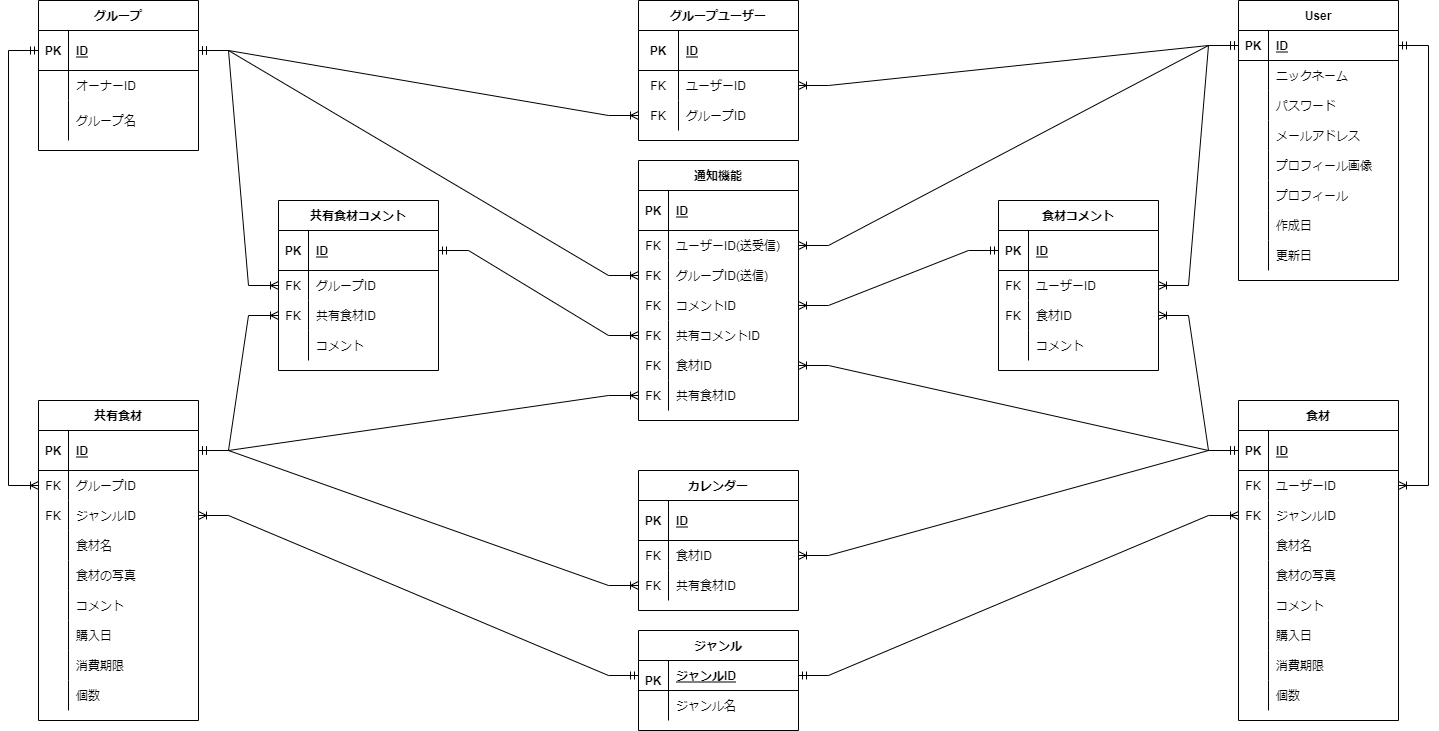 グループ
PK ID
オーナーID
グループ名
グループユーザー
PK ID
FK ユーザーID
FK グループID
User
PK ID
ニックネーム
パスワード
メールアドレス
プロフィール画像
プロフィール
作成日
更新日
共有食材コメント
PK ID
FK グループID
FK 共有食材ID
コメント
通知機能
PK ID
FK ユーザーID(送受信)
FK グループID(送信)
FK コメントID
FK 共有コメントID
FK 食材ID
FK 共有食材ID
食材コメント
PK ID
FK ユーザーID
FK 食材ID
コメント
共有食材
PK ID
FK グループID
FK ジャンルID
食材名
食材の写真
コメント
購入日
消費期限
個数
カレンダー
PK ID
FK 食材ID
FK 共有食材ID
ジャンル
PK ジャンルID
ジャンル名
食材
PK ID
FK ユーザーID
FK ジャンルID
食材名
食材の写真
コメント
購入日
消費期限
個数